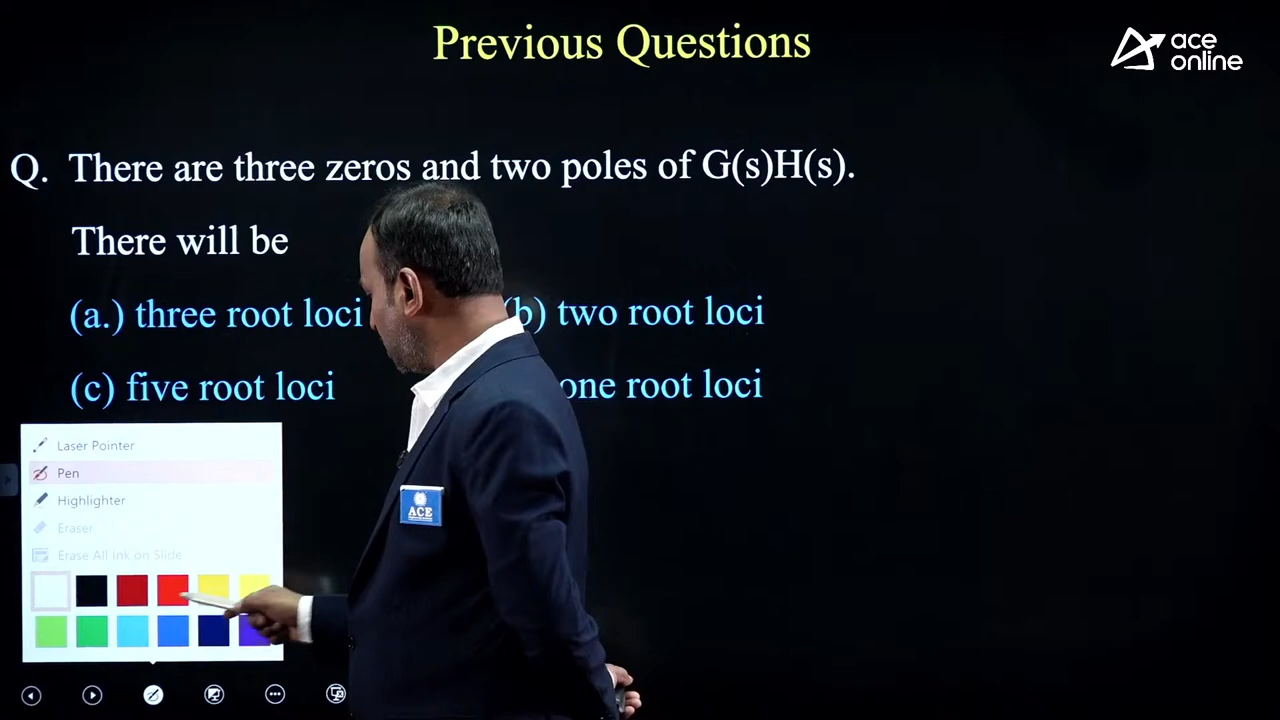 Previous Questions
ace
online
Q. There are three zeros and two poles of G(s)H(s).
There will be
(a.) three root loci
(b) two root loci
(c) five root loci
one root loci
Laser Pointer
Pen
Highlighter
Eraser
Erase All Ink on Slide
ACE